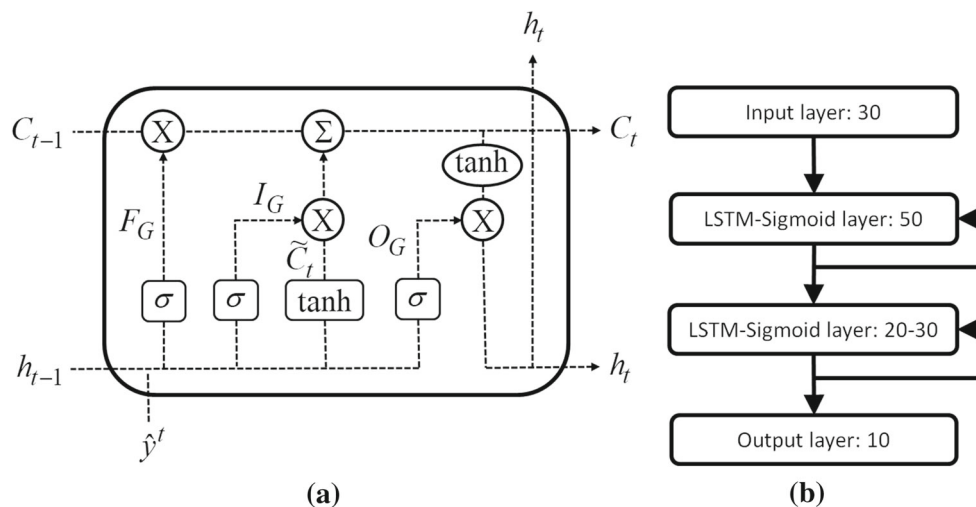 h_t
C_{t-1}
X
Σ
C_t
tanh
F_G
I_G
X
O_G
X
C̃_t
σ
σ
tanh
σ
h_{t-1}
h_t
ŷ^t
(a)
Input layer: 30
LSTM-Sigmoid layer: 50
LSTM-Sigmoid layer: 20-30
Output layer: 10
(b)